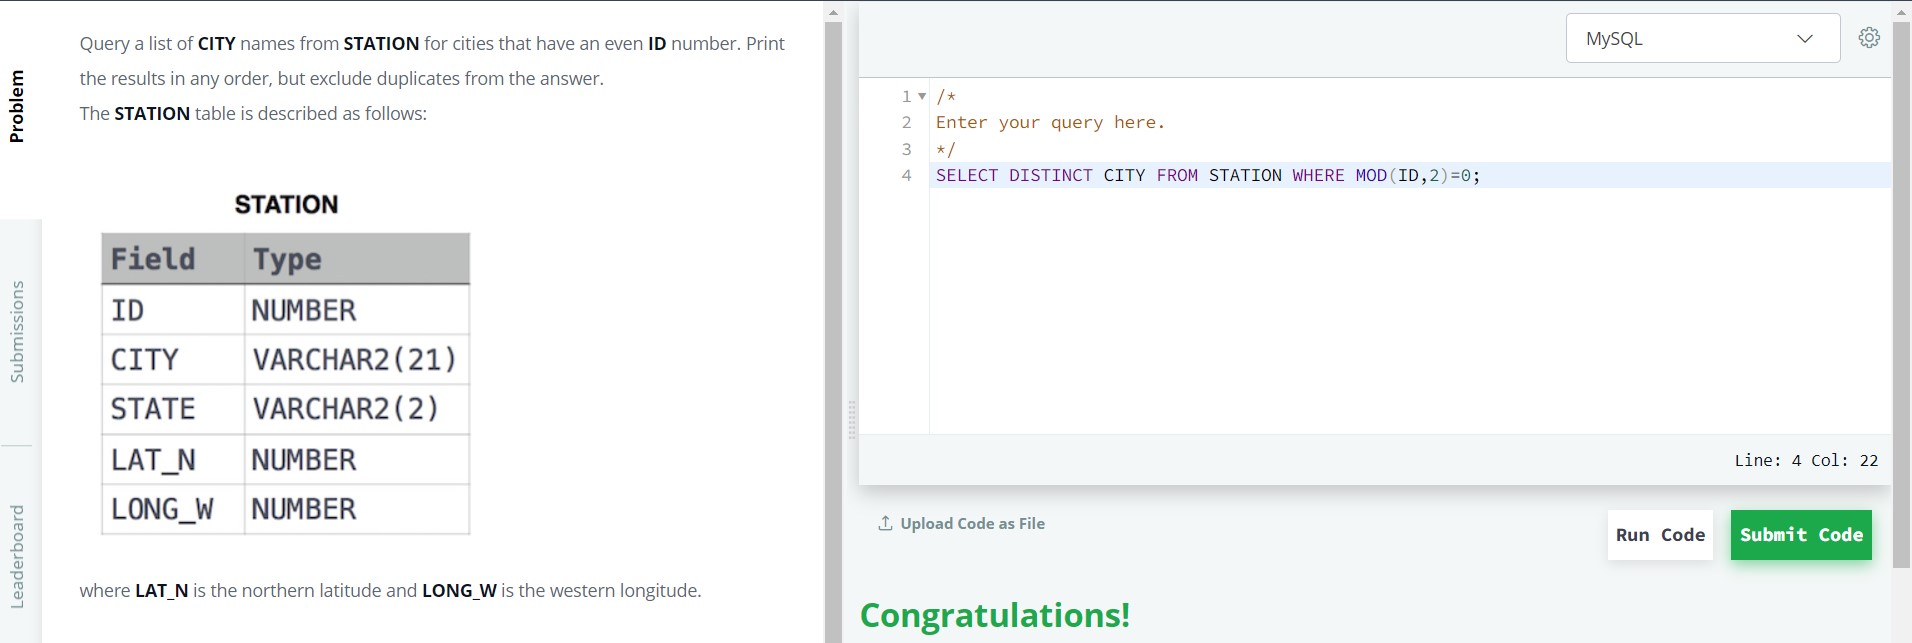 Problem
Submissions
Leaderboard
Query a list of CITY names from STATION for cities that have an even ID number. Print
the results in any order, but exclude duplicates from the answer.
The STATION table is described as follows:
STATION
Field Type
ID NUMBER
CITY VARCHAR2(21)
STATE VARCHAR2(2)
LAT_N NUMBER
LONG_W NUMBER
where LAT_N is the northern latitude and LONG_W is the western longitude.
MySQL
1 /*
2 Enter your query here.
3 */
4 SELECT DISTINCT CITY FROM STATION WHERE MOD(ID,2)=0;
Line: 4 Col: 22
Upload Code as File
Run Code
Submit Code
Congratulations!